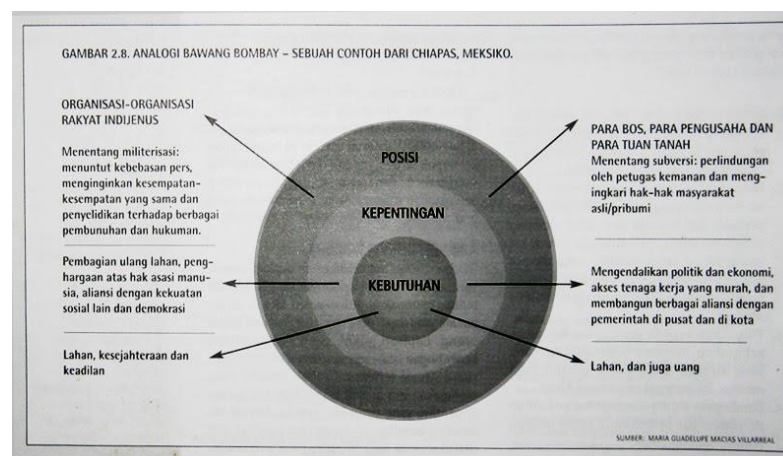 GAMBAR 2.8. ANALOGI BAWANG BOMBAY – SEBUAH CONTOH DARI CHIAPAS, MEKSIKO.
ORGANISASI-ORGANISASI
RAKYAT INDIJENUS
Menentang militerisasi:
menuntut kebebasan pers,
menginginkan kesempatan-
kesempatan yang sama dan
penyelidikan terhadap berbagai
pembunuhan dan hukuman.
Pembagian ulang lahan, peng-
hargaan atas hak asasi manu-
sia, aliansi dengan kekuatan
sosial lain dan demokrasi
Lahan, kesejahteraan dan
keadilan
POSISI
KEPENTINGAN
KEBUTUHAN
PARA BOS, PARA PENGUSAHA DAN
PARA TUAN TANAH
Menentang subversi: perlindungan
oleh petugas kemanan dan meng-
ingkari hak-hak masyarakat
asli/pribumi
Mengendalikan politik dan ekonomi,
akses tenaga kerja yang murah, dan
membangun berbagai aliansi dengan
pemerintah di pusat dan di kota
Lahan, dan juga uang
SUMBER: MARIA GUADELUPE MACIAS VILLARREAL